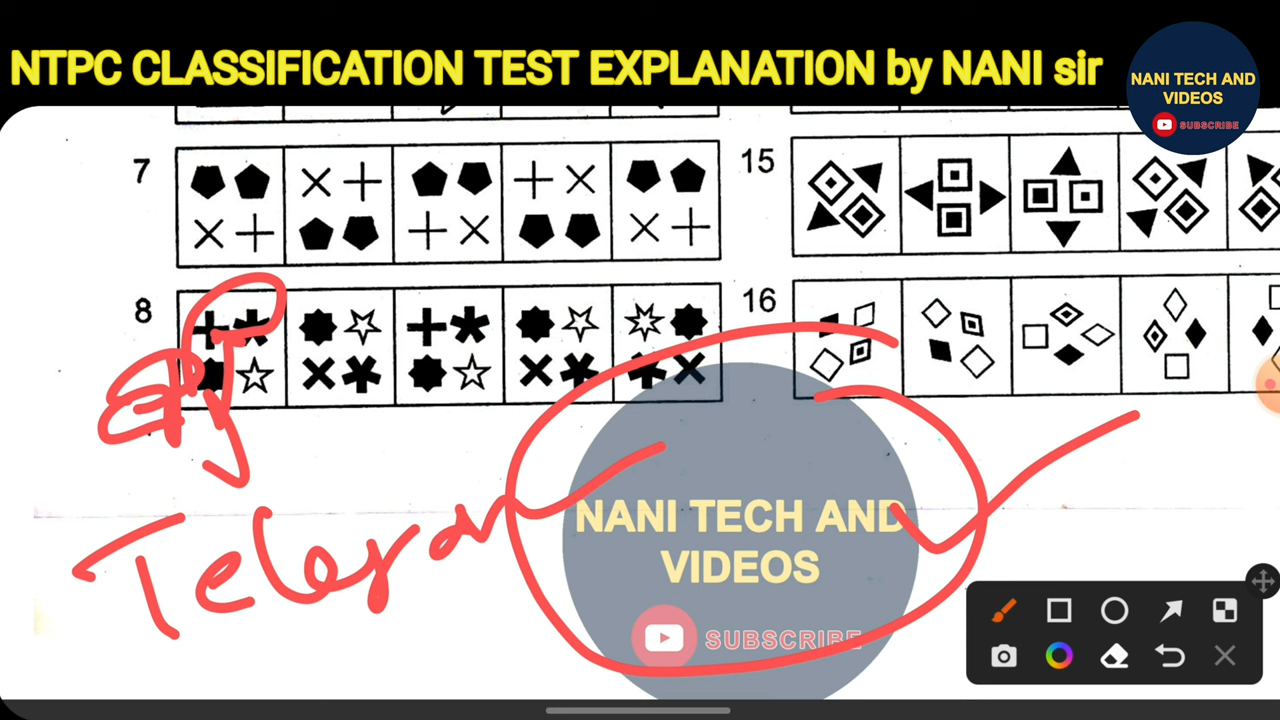 NTPC CLASSIFICATION TEST EXPLANATION by NANI sir
NANI TECH AND
VIDEOS
SUBSCRIBE
7
15
8
16
NANI TECH AND
VIDEOS
SUBSCRIBE